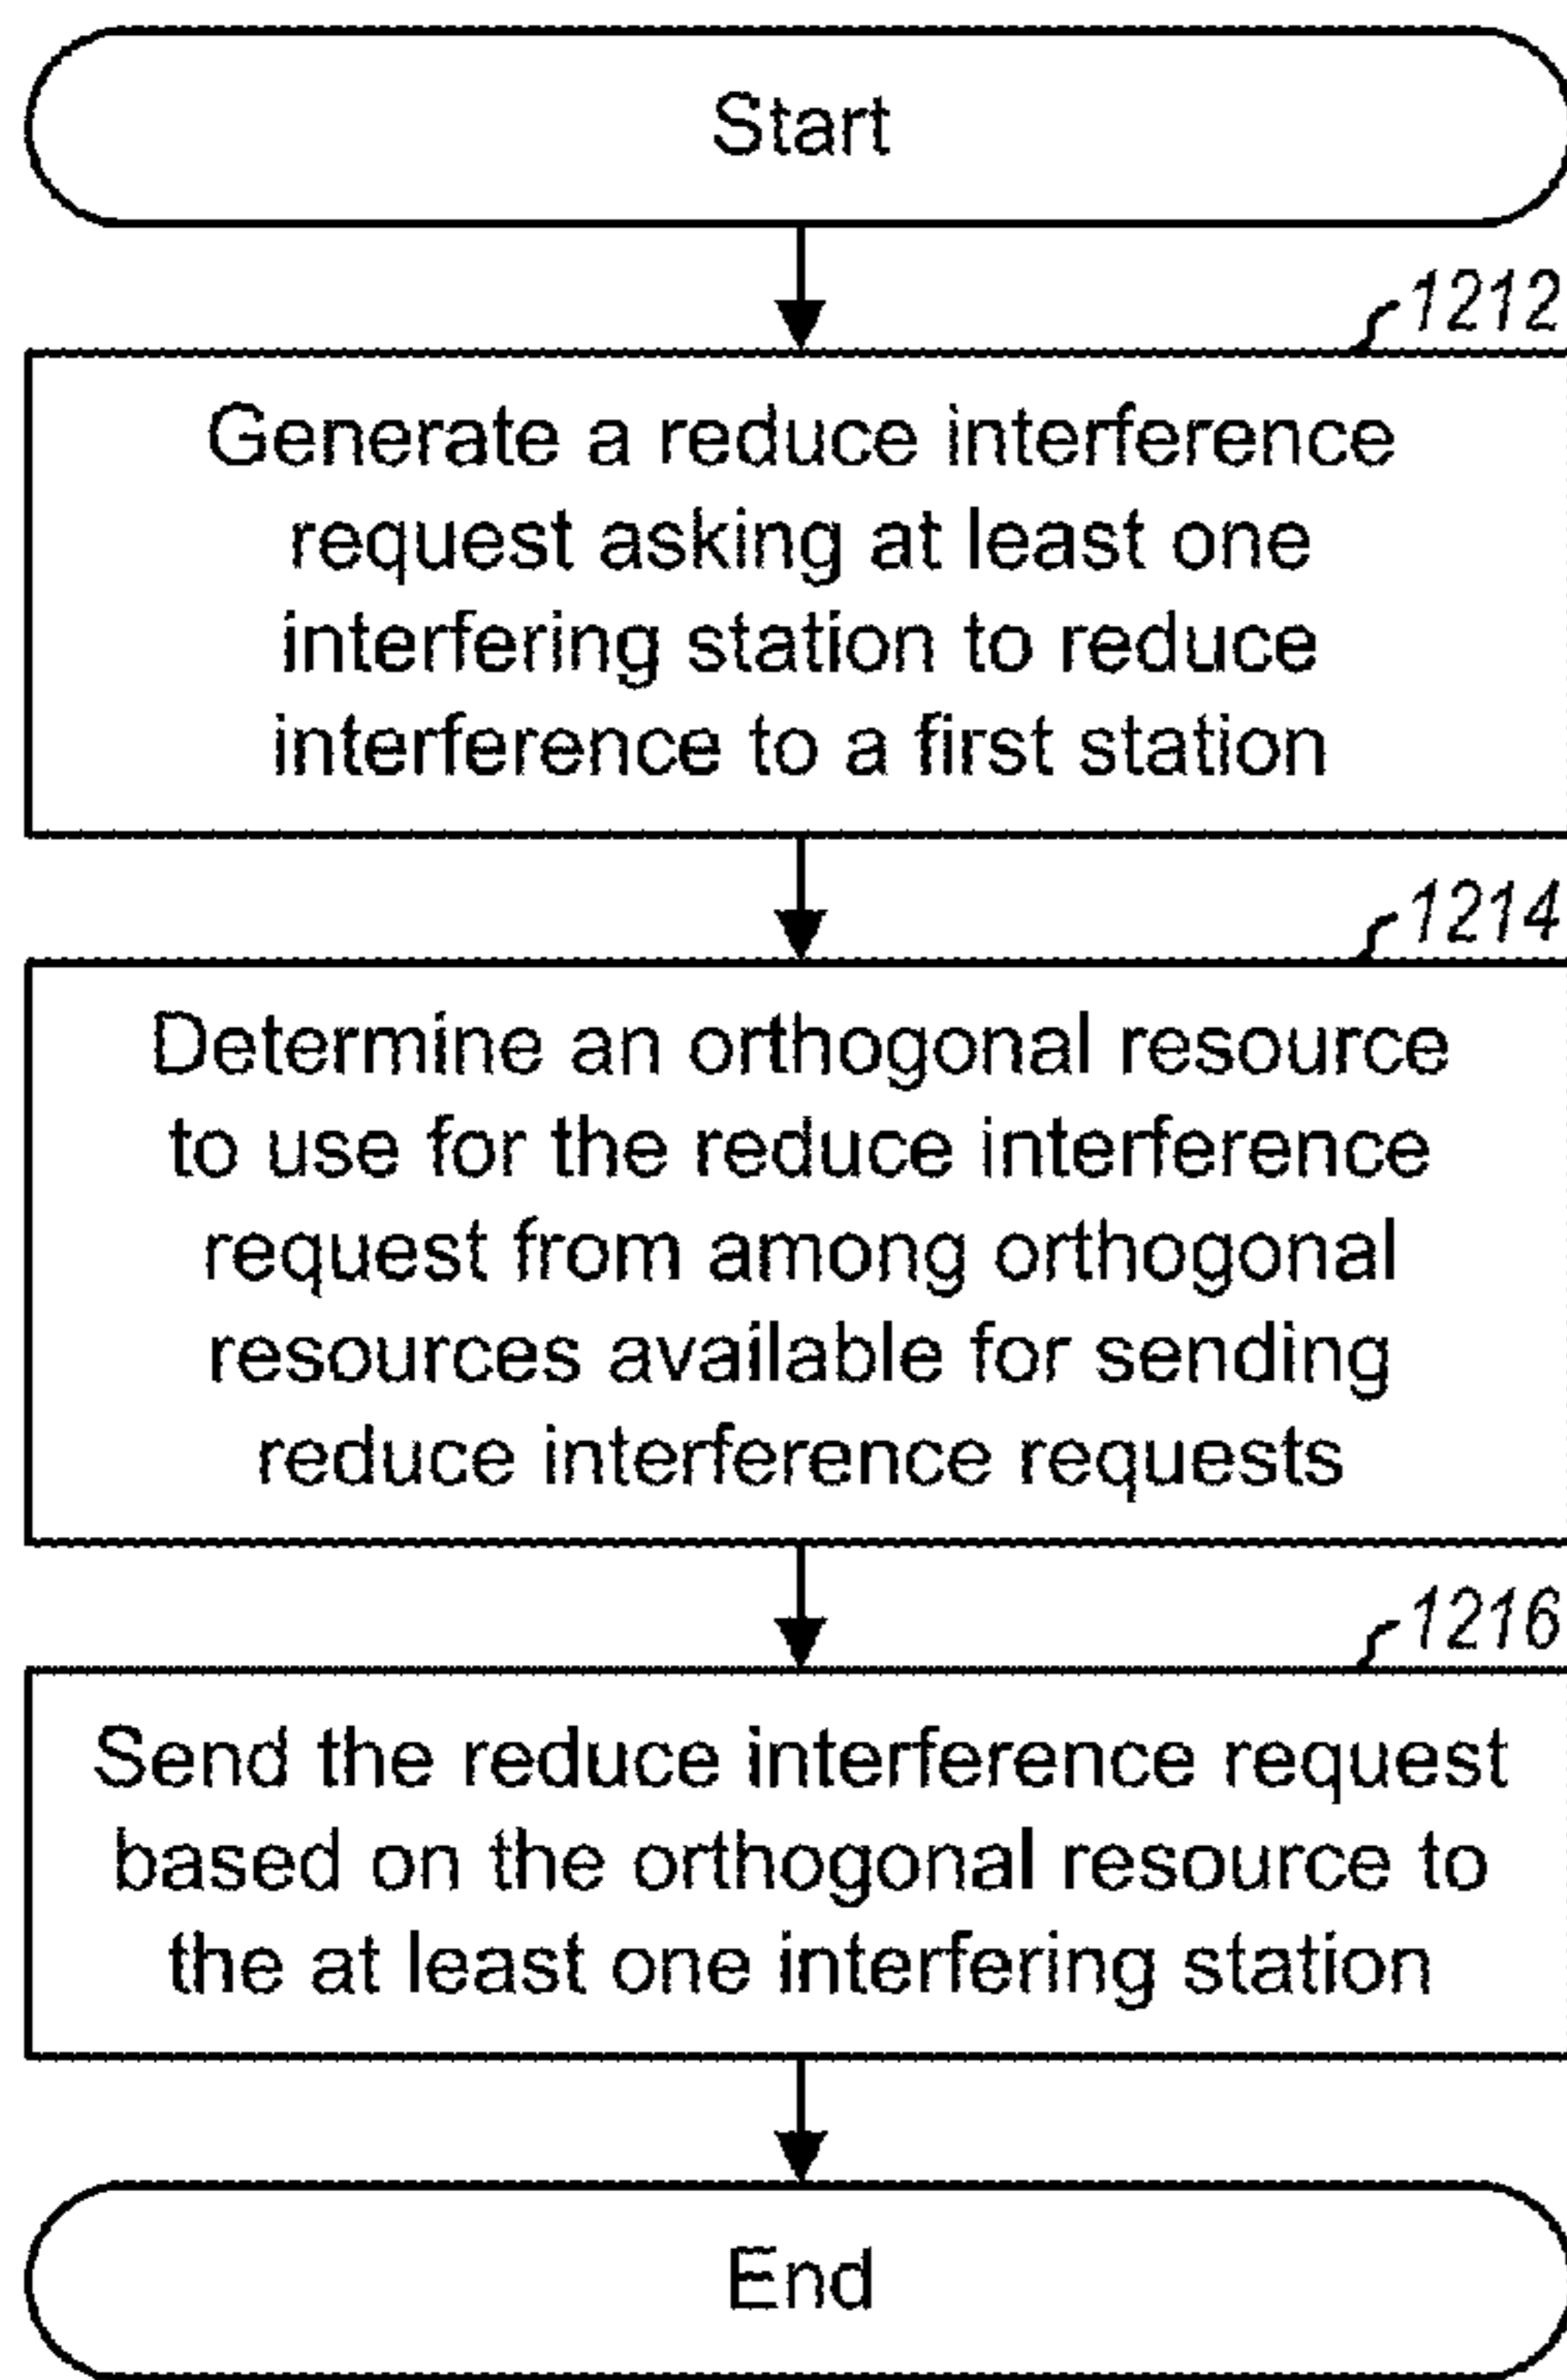 Start
1212
Generate a reduce interference
request asking at least one
interfering station to reduce
interference to a first station
1214
Determine an orthogonal resource
to use for the reduce interference
request from among orthogonal
resources available for sending
reduce interference requests
1216
Send the reduce interference request
based on the orthogonal resource to
the at least one interfering station
End